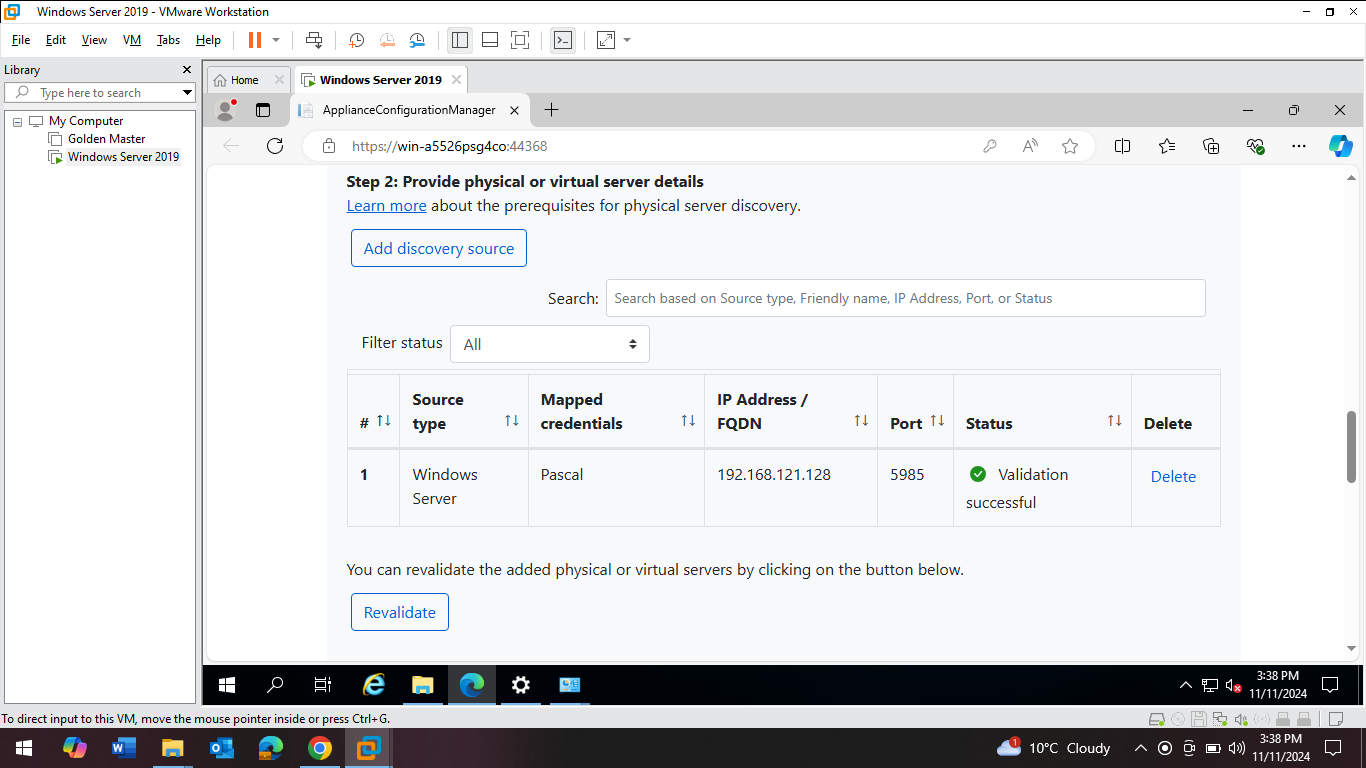 Windows Server 2019 - VMware Workstation
File Edit View VM Tabs Help
Library
Type here to search
My Computer
Golden Master
Windows Server 2019
Home
Windows Server 2019
ApplianceConfigurationManager
https://win-a5526psg4co:44368
Step 2: Provide physical or virtual server details
Learn more about the prerequisites for physical server discovery.
Add discovery source
Search: Search based on Source type, Friendly name, IP Address, Port, or Status
Filter status All
# Source type Mapped credentials IP Address / FQDN Port Status Delete
1 Windows Server Pascal 192.168.121.128 5985 Validation successful Delete
You can revalidate the added physical or virtual servers by clicking on the button below.
Revalidate
3:38 PM
11/11/2024
To direct input to this VM, move the mouse pointer inside or press Ctrl+G.
1
10°C Cloudy
3:38 PM
11/11/2024